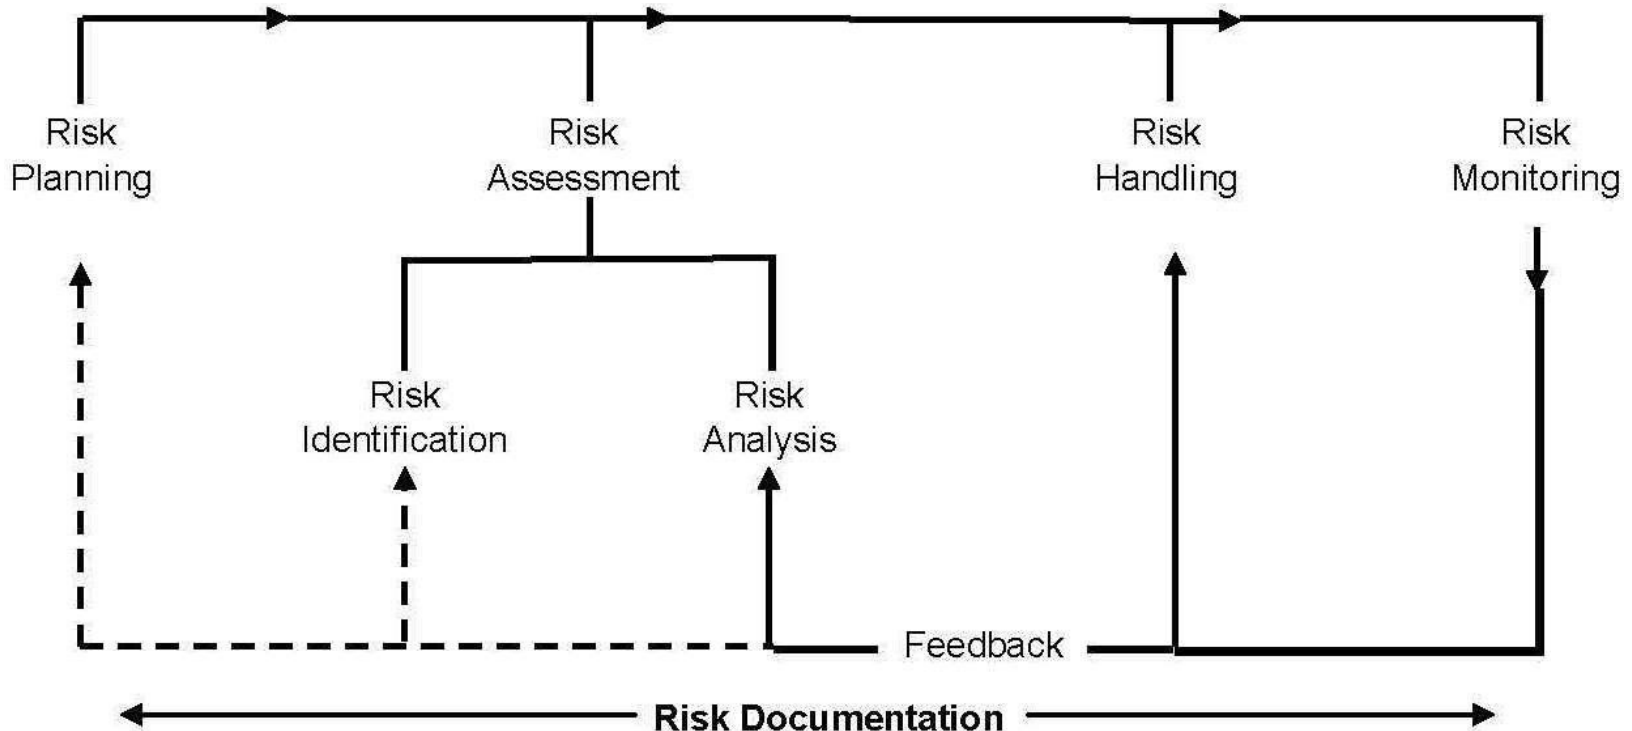 Risk
Planning
Risk
Assessment
Risk
Handling
Risk
Monitoring
Risk
Identification
Risk
Analysis
Feedback
Risk Documentation